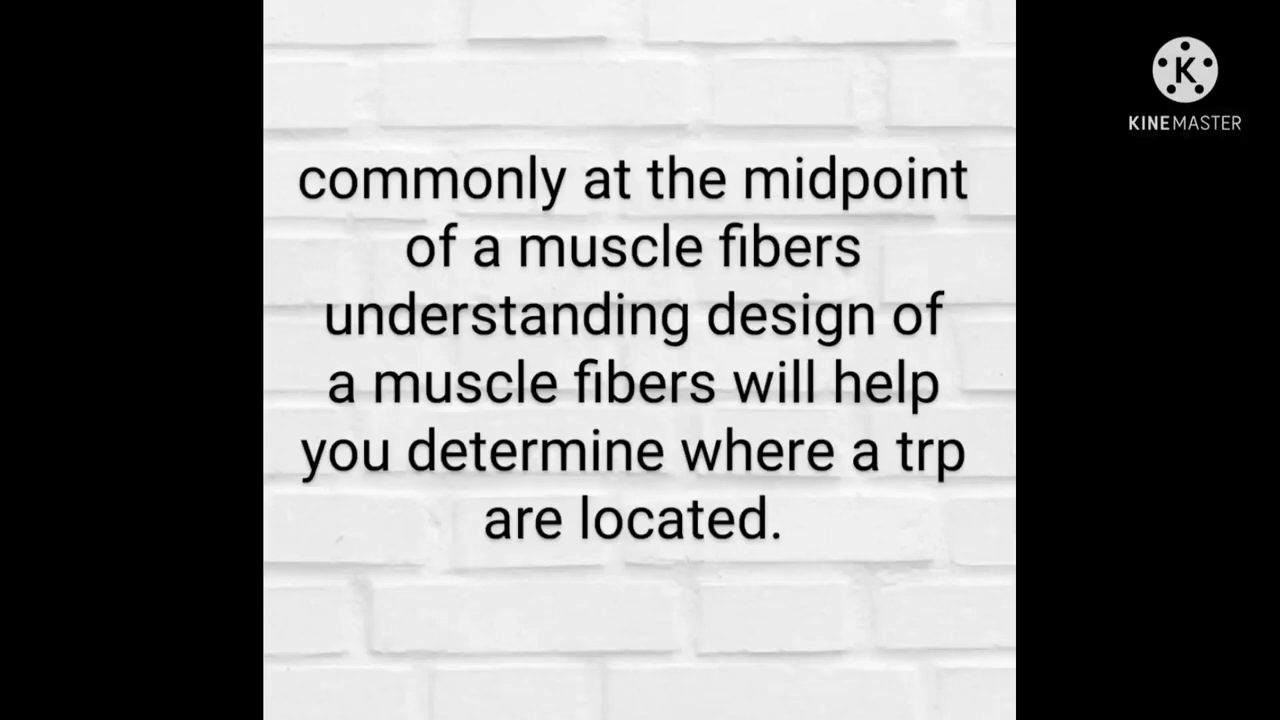 commonly at the midpoint
of a muscle fibers
understanding design of
a muscle fibers will help
you determine where a trp
are located.
K
KINEMASTER